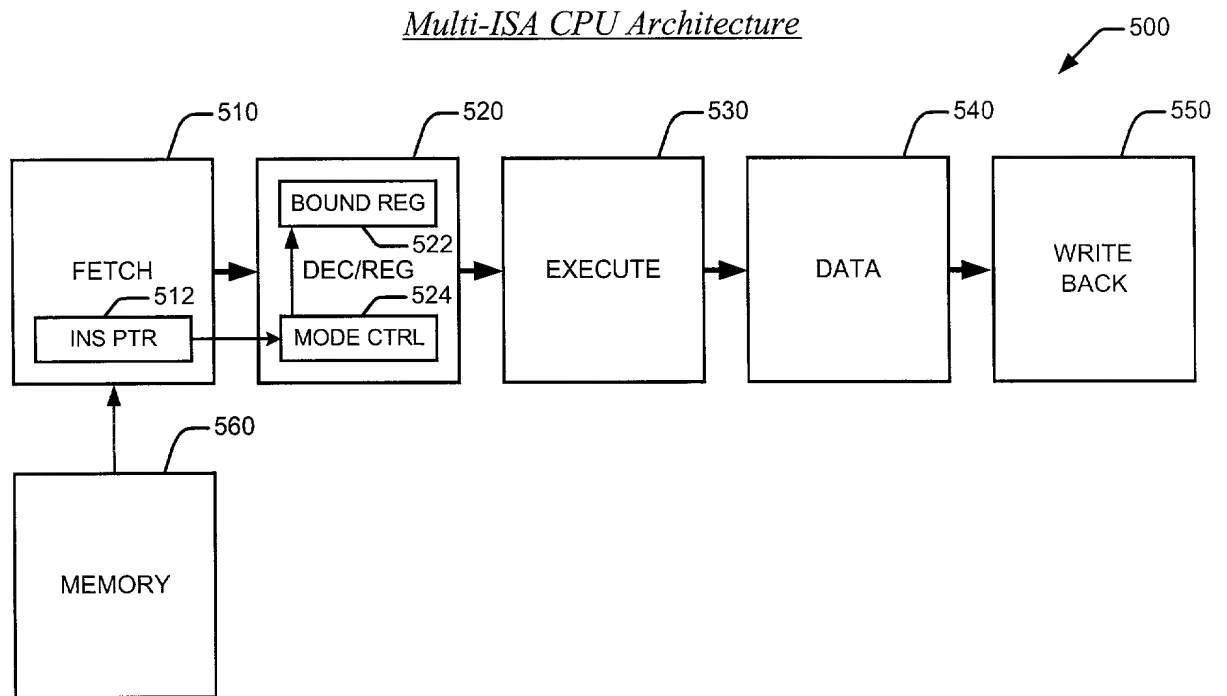 Multi-ISA CPU Architecture
500
510
520
530
540
550
BOUND REG
522
FETCH
DEC/REG
EXECUTE
DATA
WRITE
BACK
512
524
INS PTR
MODE CTRL
560
MEMORY